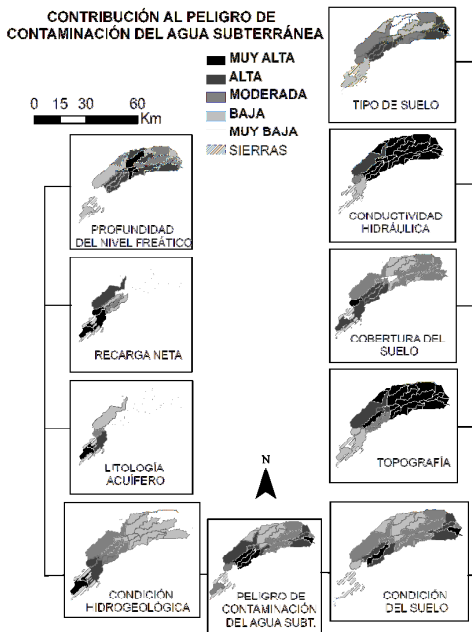 CONTRIBUCIÓN AL PELIGRO DE
CONTAMINACIÓN DEL AGUA SUBTERRÁNEA
MUY ALTA
ALTA
MODERADA
BAJA
MUY BAJA
SIERRAS
0 15 30 60
Km
TIPO DE SUELO
PROFUNDIDAD
DEL NIVEL FREÁTICO
CONDUCTIVIDAD
HIDRÁULICA
RECARGA NETA
COBERTURA DEL
SUELO
LITOLOGÍA
ACUÍFERO
TOPOGRAFÍA
N
CONDICIÓN
HIDROGEOLÓGICA
PELIGRO DE
CONTAMINACIÓN
DEL AGUA SUBT.
CONDICIÓN
DEL SUELO